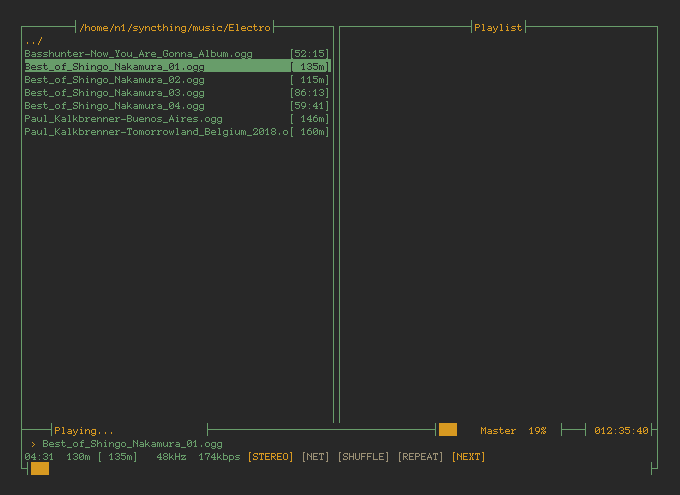 /home/n1/syncthing/music/Electro Playlist
../
Basshunter-Now_You_Are_Gonna_Album.ogg [52:15]
Best_of_Shingo_Nakamura_01.ogg [ 135m]
Best_of_Shingo_Nakamura_02.ogg [ 115m]
Best_of_Shingo_Nakamura_03.ogg [86:13]
Best_of_Shingo_Nakamura_04.ogg [59:41]
Paul_Kalkbrenner-Buenos_Aires.ogg [ 146m]
Paul_Kalkbrenner-Tomorrowland_Belgium_2018.o[ 160m]
Playing... Master 19% 012:35:40
> Best_of_Shingo_Nakamura_01.ogg
04:31 130m [ 135m] 48kHz 174kbps [STEREO] [NET] [SHUFFLE] [REPEAT] [NEXT]